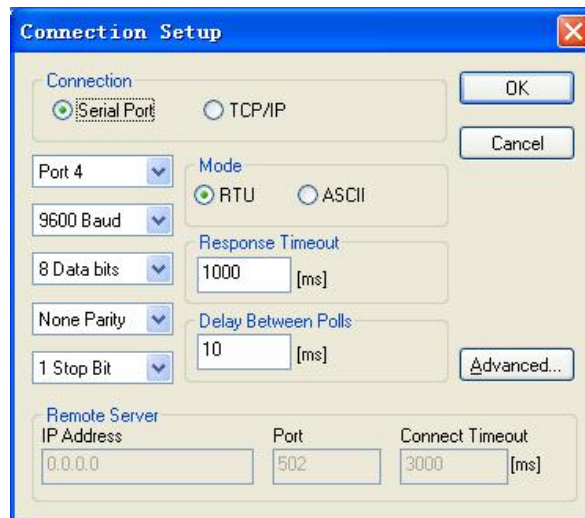 Connection Setup
Connection
Serial Port
TCP/IP
OK
Cancel
Port 4
Mode
RTU
ASCII
9600 Baud
Response Timeout
1000
[ms]
8 Data bits
None Parity
Delay Between Polls
10
[ms]
1 Stop Bit
Advanced...
Remote Server
IP Address
Port
Connect Timeout
0.0.0.0
502
3000
[ms]